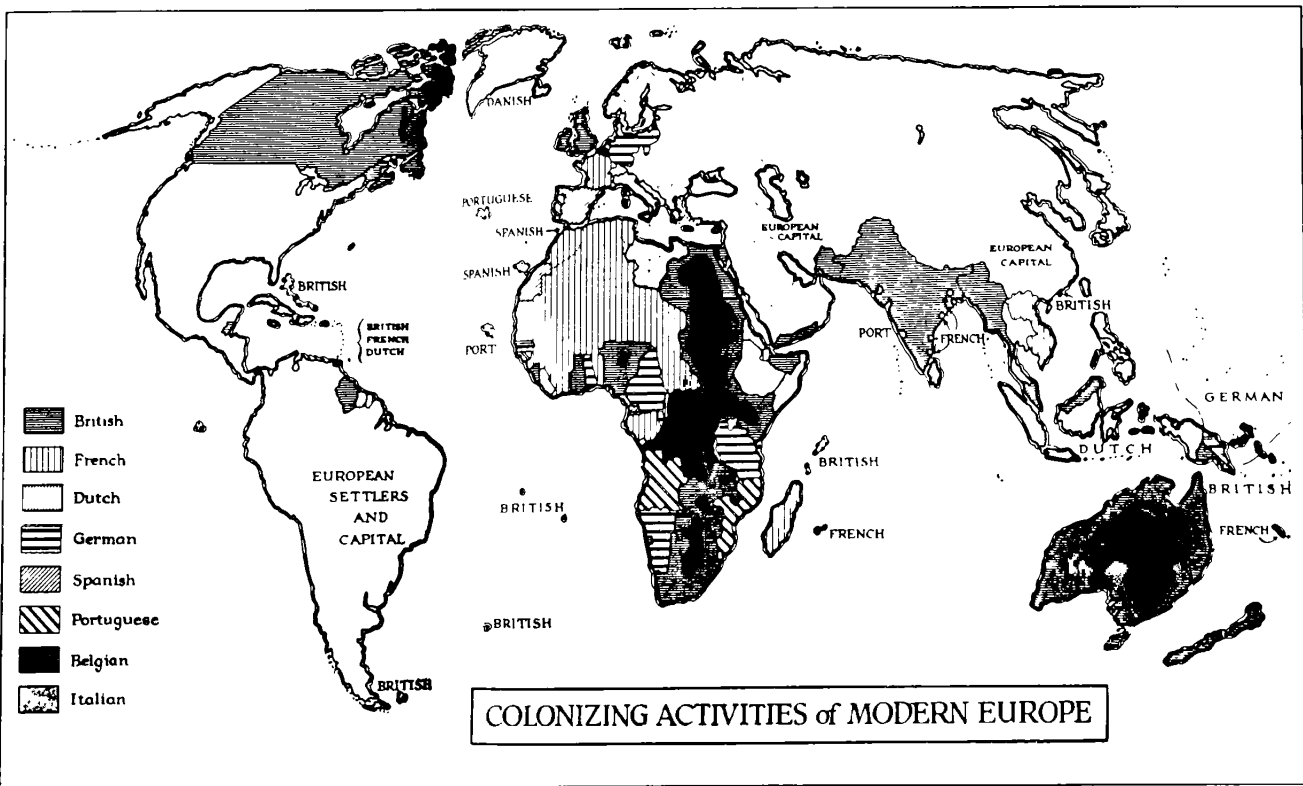 DANISH
PORTUGUESE
SPANISH
SPANISH
EUROPEAN
CAPITAL
EUROPEAN
CAPITAL
BRITISH
BRITISH
BRITISH
FRENCH
DUTCH
PORT
PORT
FRENCH
GERMAN
British
French
Dutch
German
Spanish
Portuguese
Belgian
Italian
EUROPEAN
SETTLERS
AND
CAPITAL
BRITISH
BRITISH
FRENCH
DUTCH
BRITISH
FRENCH
BRITISH
BRITISH
COLONIZING ACTIVITIES of MODERN EUROPE